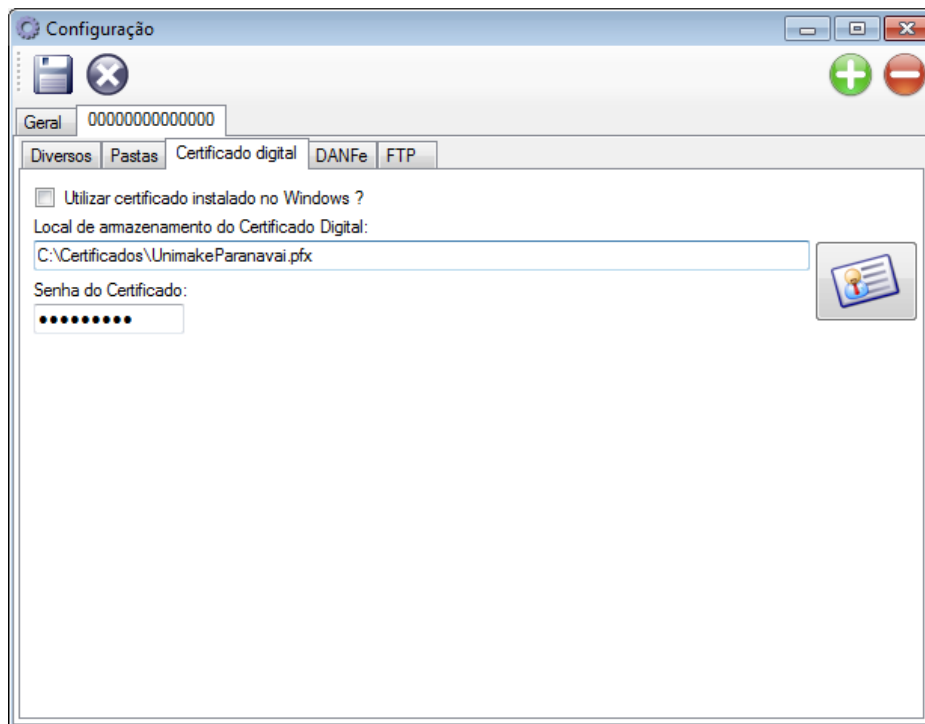 Configuração
Geral 00000000000000
Diversos Pastas Certificado digital DANFe FTP
Utilizar certificado instalado no Windows ?
Local de armazenamento do Certificado Digital:
C:\Certificados\UnimakeParanavai.pfx
Senha do Certificado:
●●●●●●●●●